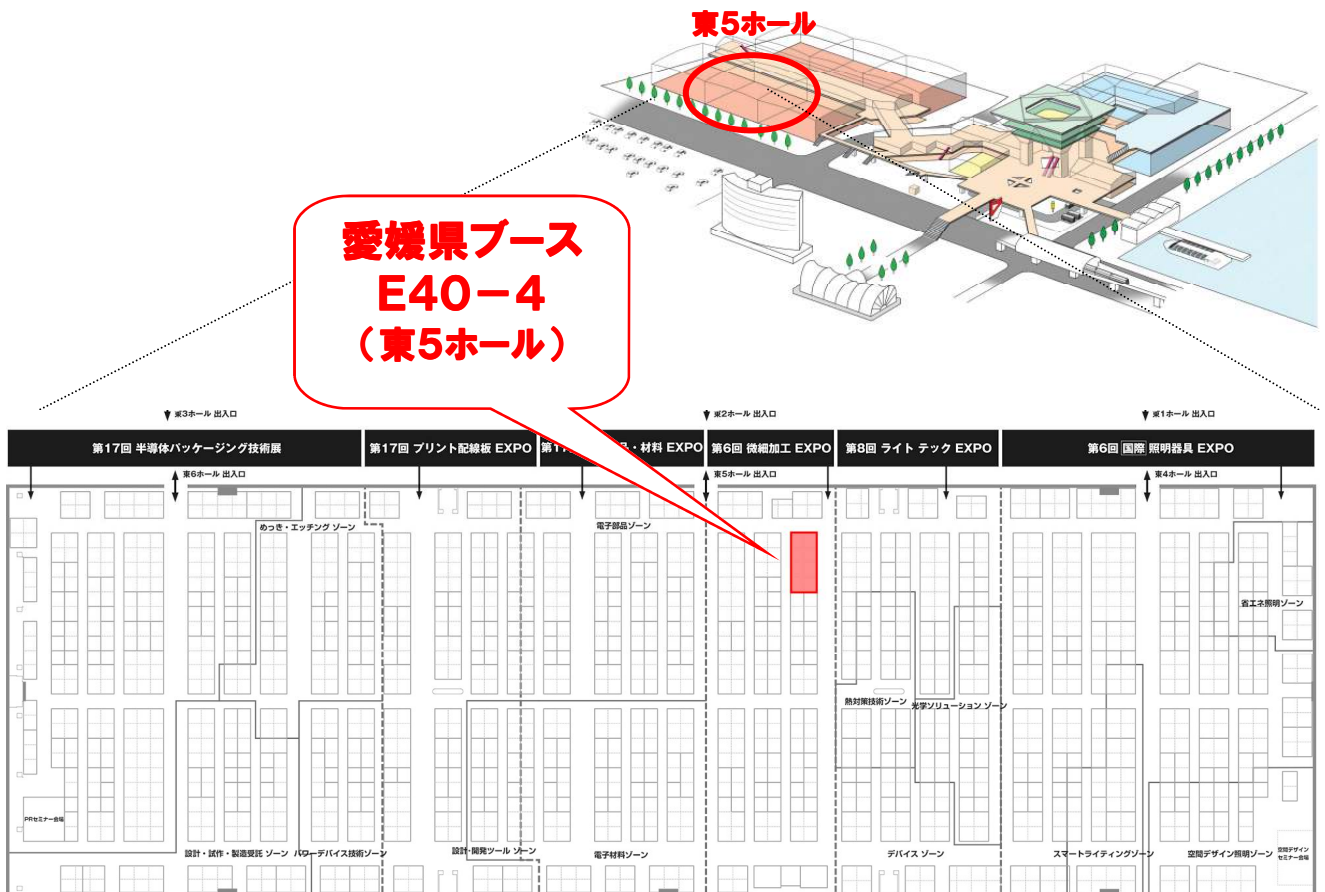 東5ホール
愛媛県ブース
E40-4
(東5ホール)
東3ホール 出入口
東2ホール 出入口
東1ホール 出入口
第17回 半導体パッケージング技術展
第17回 プリント配線板 EXPO
第1 品・材料 EXPO
第6回 微細加工 EXPO
第8回 ライト テック EXPO
第6回 国際 照明器具 EXPO
東6ホール 出入口
東5ホール 出入口
東4ホール 出入口
めっき・エッチング ゾーン
電子部品ゾーン
省エネ照明ゾーン
熱対策技術ゾーン
光学ソリューション ゾーン
PRセミナー会場
設計・試作・製造受託 ゾーン
パワーデバイス技術ゾーン
設計・開発ツール ゾーン
電子材料ゾーン
デバイス ゾーン
スマートライティングゾーン
空間デザイン照明ゾーン
空間デザイン
セミナー会場